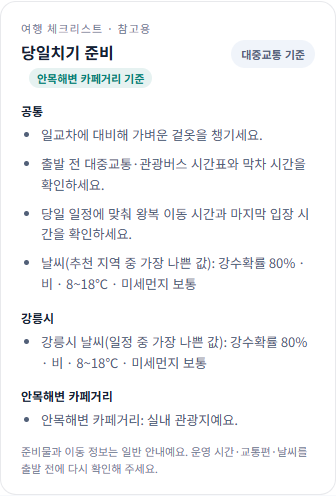 여행 체크리스트 · 참고용
당일치기 준비
대중교통 기준
안목해변 카페거리 기준
공통
일교차에 대비해 가벼운 겉옷을 챙기세요.
출발 전 대중교통·관광버스 시간표와 막차 시간을
확인하세요.
당일 일정에 맞춰 왕복 이동 시간과 마지막 입장 시
간을 확인하세요.
날씨(추천 지역 중 가장 나쁜 값): 강수확률 80% ·
비 · 8~18℃ · 미세먼지 보통
강릉시
강릉시 날씨(일정 중 가장 나쁜 값): 강수확률 80%
· 비 · 8~18℃ · 미세먼지 보통
안목해변 카페거리
안목해변 카페거리: 실내 관광지예요.
준비물과 이동 정보는 일반 안내예요. 운영 시간·교통편·날씨를
출발 전에 다시 확인해 주세요.